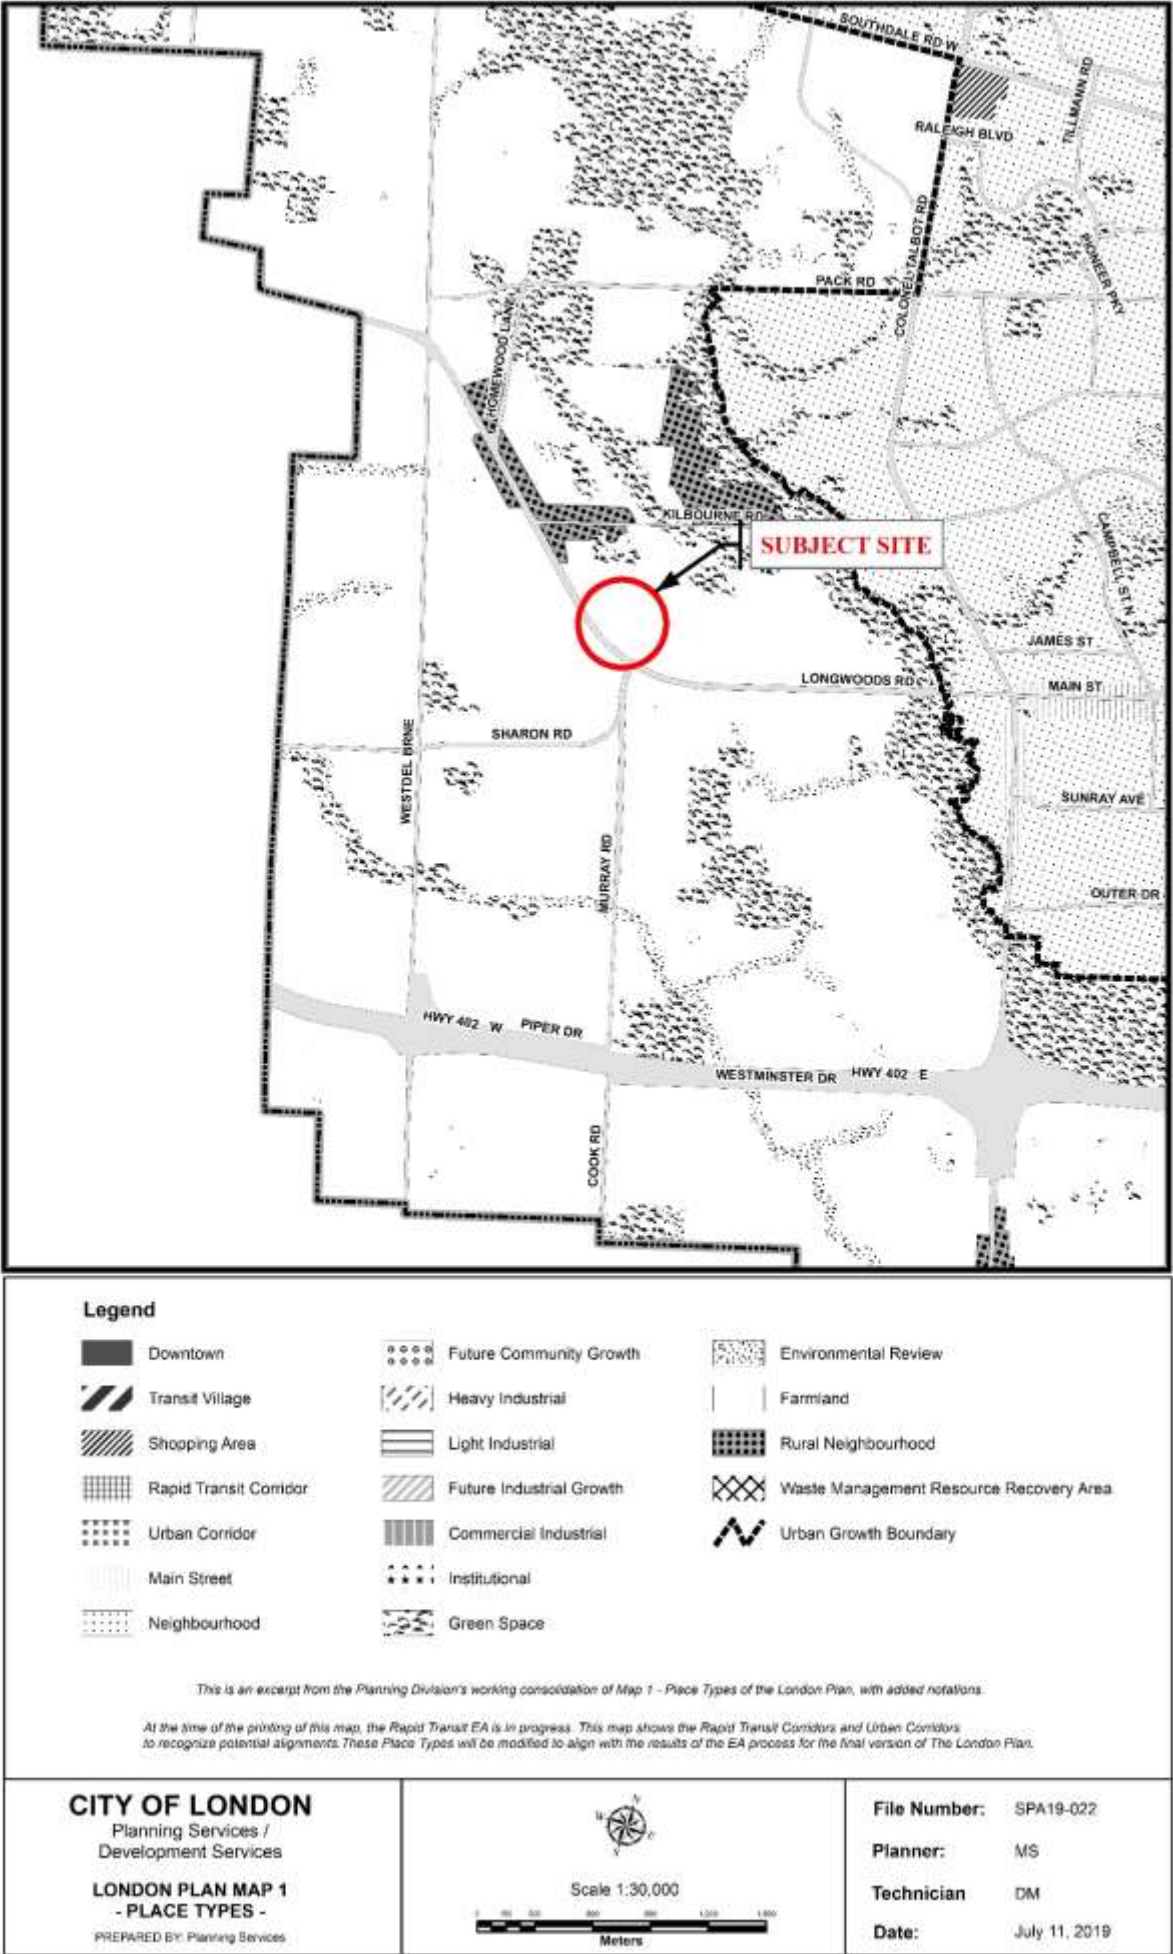 SOUTHDALE RD W
TILLMANN RD
RALEIGH BLVD
COLONEL TALBOT RD
PIONEER PKY
PACK RD
HOMEWOOD LANE
KILBOURNE RD
SUBJECT SITE
CAMPBELL ST N
JAMES ST
LONGWOODS RD
MAIN ST
SHARON RD
WESTDEL BRNE
SUNRAY AVE
MURRAY RD
OUTER DR
HWY 402 W
PIPER DR
WESTMINSTER DR
HWY 402 E
COOK RD
Legend
Downtown
Transit Village
Shopping Area
Rapid Transit Corridor
Urban Corridor
Main Street
Neighbourhood
Future Community Growth
Heavy Industrial
Light Industrial
Future Industrial Growth
Commercial Industrial
Institutional
Green Space
Environmental Review
Farmland
Rural Neighbourhood
Waste Management Resource Recovery Area
Urban Growth Boundary
This is an excerpt from the Planning Division's working consolidation of Map 1 - Place Types of the London Plan, with added notations.
At the time of the printing of this map, the Rapid Transit EA is in progress. This map shows the Rapid Transit Corridors and Urban Corridors
to recognize potential alignments. These Place Types will be modified to align with the results of the EA process for the final version of The London Plan.
CITY OF LONDON
Planning Services /
Development Services
LONDON PLAN MAP 1
- PLACE TYPES -
PREPARED BY: Planning Services
N
W
E
S
Scale 1:30,000
Meters
File Number: SPA19-022
Planner: MS
Technician DM
Date: July 11, 2019